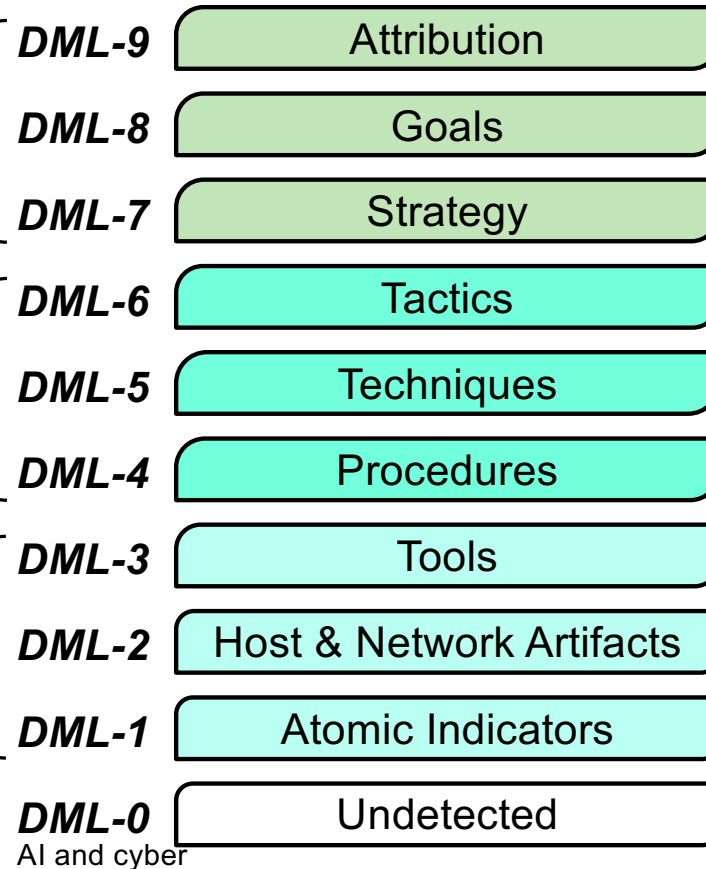 DML-9 Attribution
DML-8 Goals
DML-7 Strategy
DML-6 Tactics
DML-5 Techniques
DML-4 Procedures
DML-3 Tools
DML-2 Host & Network Artifacts
DML-1 Atomic Indicators
DML-0 Undetected
AI and cyber